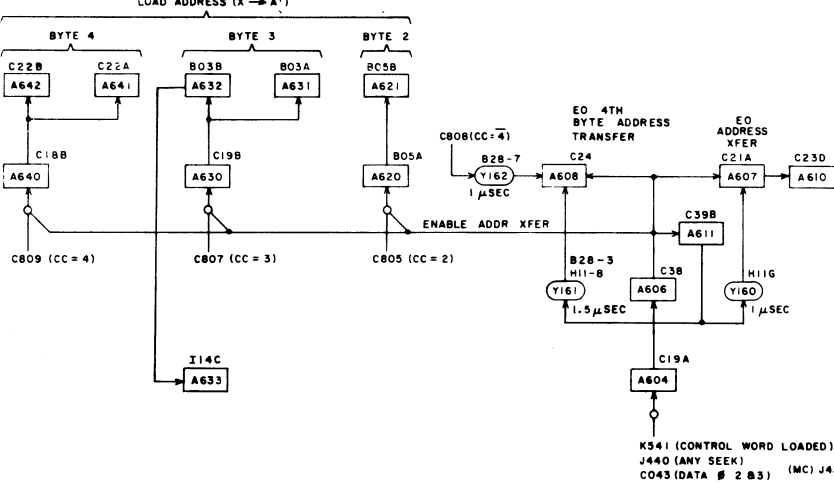 LOAD ADDRESS (X → A')
BYTE 4
BYTE 3
BYTE 2
C22B
C22A
B03B
B03A
BC5B
A642
A641
A632
A631
A621
EO 4TH
BYTE ADDRESS
TRANSFER
EO
ADDRESS
XFER
C808 (CC=4̅)
C18B
C19B
B05A
B28-7
C24
C21A
C23D
A640
A630
A620
Y162
A608
A607
A610
1 μSEC
ENABLE ADDR XFER
C39B
A611
C809 (CC = 4)
C807 (CC = 3)
C805 (CC = 2)
B28-3
H11-8
C38
H11G
Y161
A606
Y160
1.5 μSEC
1 μSEC
I14C
A633
C19A
A604
K541 (CONTROL WORD LOADED)
J440 (ANY SEEK)
C043 (DATA Ø 2 & 3)
(MC) J4